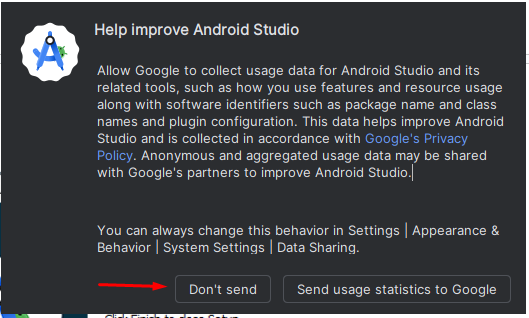 Help improve Android Studio
Allow Google to collect usage data for Android Studio and its
related tools, such as how you use features and resource usage
along with software identifiers such as package name and class
names and plugin configuration. This data helps improve Android
Studio and is collected in accordance with Google's Privacy
Policy. Anonymous and aggregated usage data may be shared
with Google's partners to improve Android Studio.
You can always change this behavior in Settings | Appearance &
Behavior | System Settings | Data Sharing.
Don't send
Send usage statistics to Google
Click Finish to close Setup